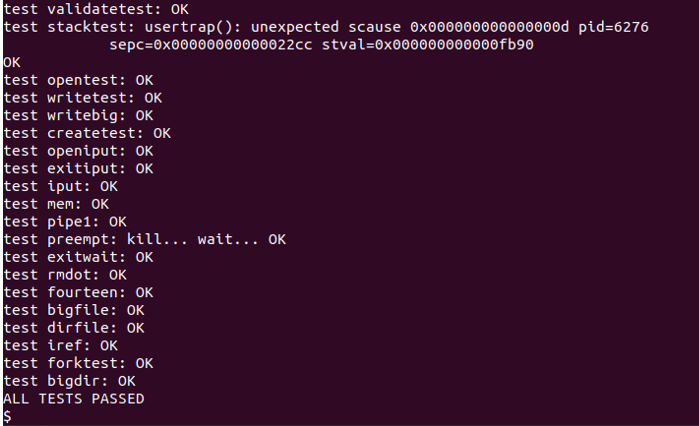 test validatetest: OK
test stacktest: usertrap(): unexpected scause 0x000000000000000d pid=6276
            sepc=0x00000000000022cc stval=0x000000000000fb90
OK
test opentest: OK
test writetest: OK
test writebig: OK
test createtest: OK
test openiput: OK
test exitiput: OK
test iput: OK
test mem: OK
test pipe1: OK
test preempt: kill... wait... OK
test exitwait: OK
test rmdot: OK
test fourteen: OK
test bigfile: OK
test dirfile: OK
test iref: OK
test forktest: OK
test bigdir: OK
ALL TESTS PASSED
$